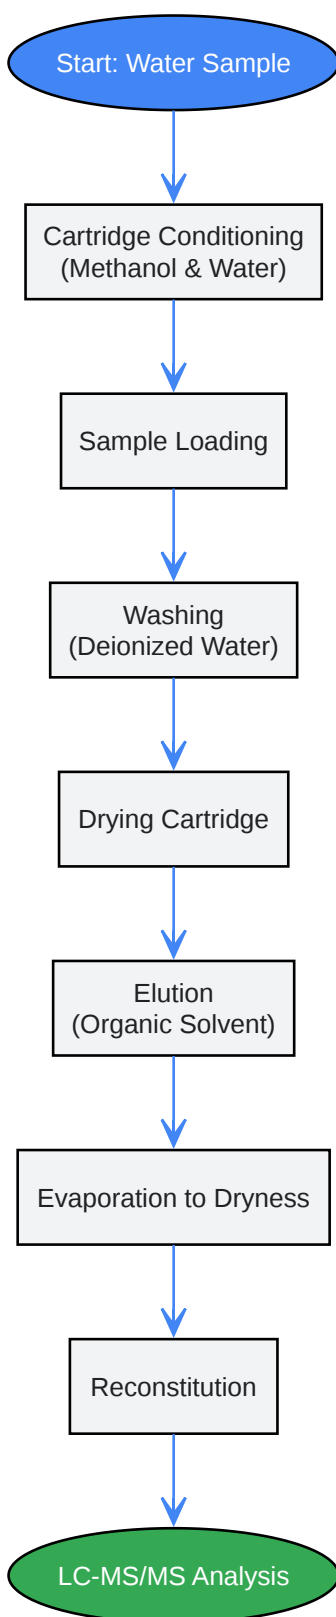 Start: Water Sample
Cartridge Conditioning
(Methanol & Water)
Sample Loading
Washing
(Deionized Water)
Drying Cartridge
Elution
(Organic Solvent)
Evaporation to Dryness
Reconstitution
LC-MS/MS Analysis